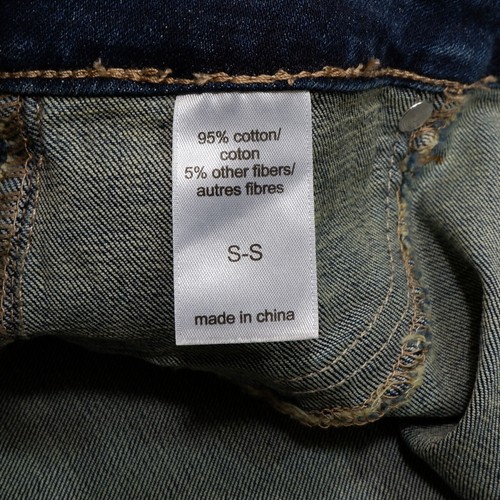 95% cotton/
coton
5% other fibers/
autres fibres
S-S
made in china